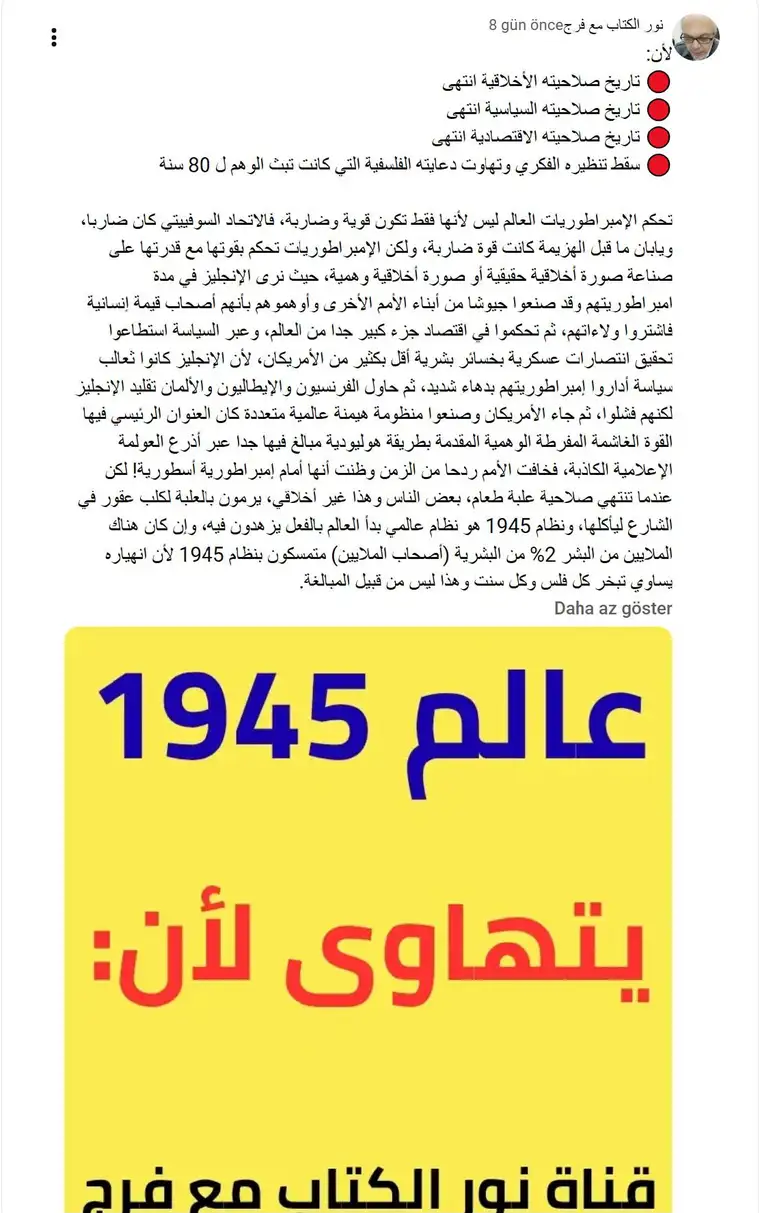 نور الكتاب مع فرج 8 gün önce
لأن:
🔴 تاريخ صلاحيته الأخلاقية انتهى
🔴 تاريخ صلاحيته السياسية انتهى
🔴 تاريخ صلاحيته الاقتصادية انتهى
🔴 سقط تنظيره الفكري وتهاوت دعايته الفلسفية التي كانت تبث الوهم ل 80 سنة
تحكم الإمبراطوريات العالم ليس لأنها فقط تكون قوية وضاربة، فالاتحاد السوفييتي كان ضاربا،
ويابان ما قبل الهزيمة كانت قوة ضاربة، ولكن الإمبراطوريات تحكم بقوتها مع قدرتها على
صناعة صورة أخلاقية حقيقية أو صورة أخلاقية وهمية، حيث نرى الإنجليز في مدة
امبراطوريتهم وقد صنعوا جيوشا من أبناء الأمم الأخرى وأوهموهم بأنهم أصحاب قيمة إنسانية
فاشتروا ولاءاتهم، ثم تحكموا في اقتصاد جزء كبير جدا من العالم، وعبر السياسة استطاعوا
تحقيق انتصارات عسكرية بخسائر بشرية أقل بكثير من الأمريكان، لأن الإنجليز كانوا ثعالب
سياسة أداروا إمبراطوريتهم بدهاء شديد، ثم حاول الفرنسيون والإيطاليون والألمان تقليد الإنجليز
لكنهم فشلوا، ثم جاء الأمريكان وصنعوا منظومة هيمنة عالمية متعددة كان العنوان الرئيسي فيها
القوة الغاشمة المفرطة الوهمية المقدمة بطريقة هوليودية مبالغ فيها جدا عبر أذرع العولمة
الإعلامية الكاذبة، فخافت الأمم ردحا من الزمن وظنت أنها أمام إمبراطورية أسطورية! لكن
عندما تنتهي صلاحية علبة طعام، بعض الناس وهذا غير أخلاقي، يرمون بالعلبة لكلب عقور في
الشارع ليأكلها، ونظام 1945 هو نظام عالمي بدأ العالم بالفعل يزهدون فيه، وإن كان هناك
الملايين من البشر 2% من البشرية (أصحاب الملايين) متمسكون بنظام 1945 لأن انهياره
يساوي تبخر كل فلس وكل سنت وهذا ليس من قبيل المبالغة.
Daha az göster
عالم 1945
يتهاوى لأن:
قناة نور الكتاب مع فرج